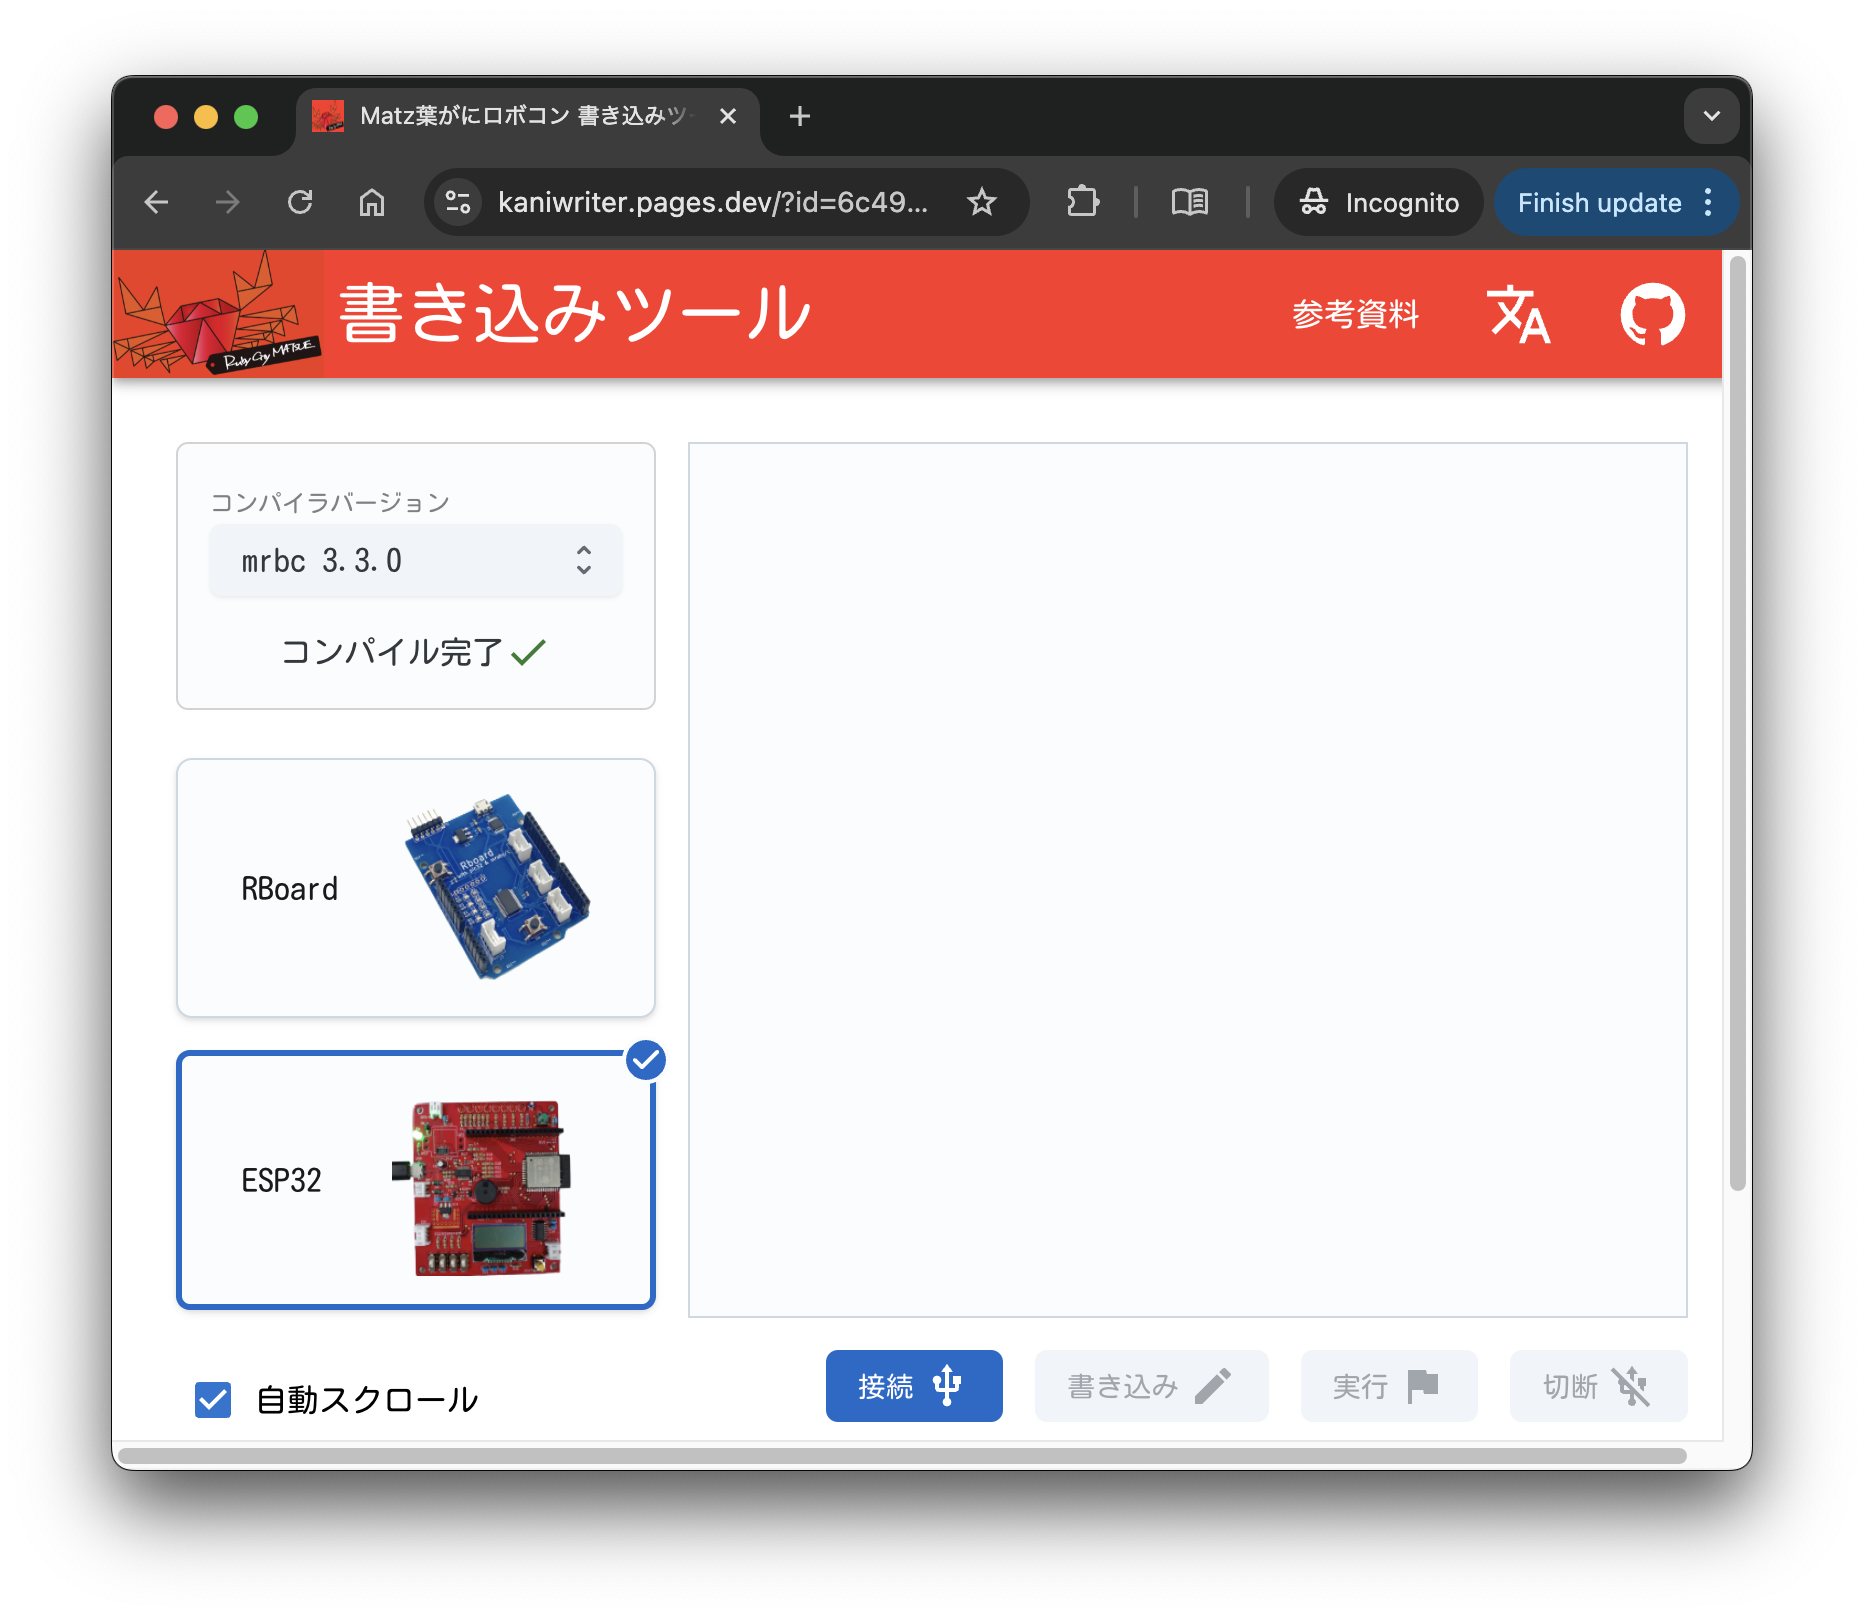 Matz葉がにロボコン 書き込みツ
kaniwriter.pages.dev/?id=6c49...
Incognito
Finish update
Ruby City MATSUE
書き込みツール
参考資料
コンパイラバージョン
mrbc 3.3.0
コンパイル完了
RBoard
Rboard
ESP32
自動スクロール
接続
書き込み
実行
切断